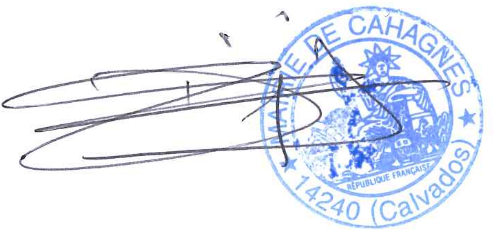 MAIRIE DE CAHAGNES
RÉPUBLIQUE FRANÇAISE
14240 (Calvados)